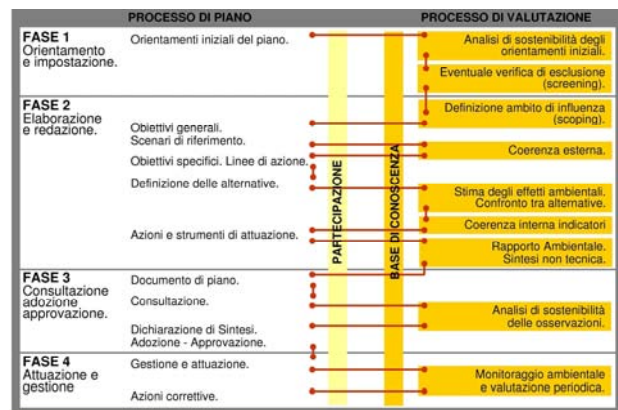 PROCESSO DI PIANO
PROCESSO DI VALUTAZIONE
FASE 1
Orientamento
e impostazione.
Orientamenti iniziali del piano.
Analisi di sostenibilità degli
orientamenti iniziali.
Eventuale verifica di esclusione
(screening).
FASE 2
Elaborazione
e redazione.
Definizione ambito di influenza
(scoping).
Obiettivi generali.
Scenari di riferimento.
Coerenza esterna.
Obiettivi specifici. Linee di azione.
Definizione delle alternative.
Stima degli effetti ambientali.
Confronto tra alternative.
Coerenza interna indicatori
Azioni e strumenti di attuazione.
Rapporto Ambientale.
Sintesi non tecnica.
PARTECIPAZIONE
BASE DI CONOSCENZA
FASE 3
Consultazione
adozione
approvazione.
Documento di piano.
Consultazione.
Analisi di sostenibilità
delle osservazioni.
Dichiarazione di Sintesi.
Adozione - Approvazione.
FASE 4
Attuazione e
gestione
Gestione e attuazione.
Monitoraggio ambientale
e valutazione periodica.
Azioni correttive.